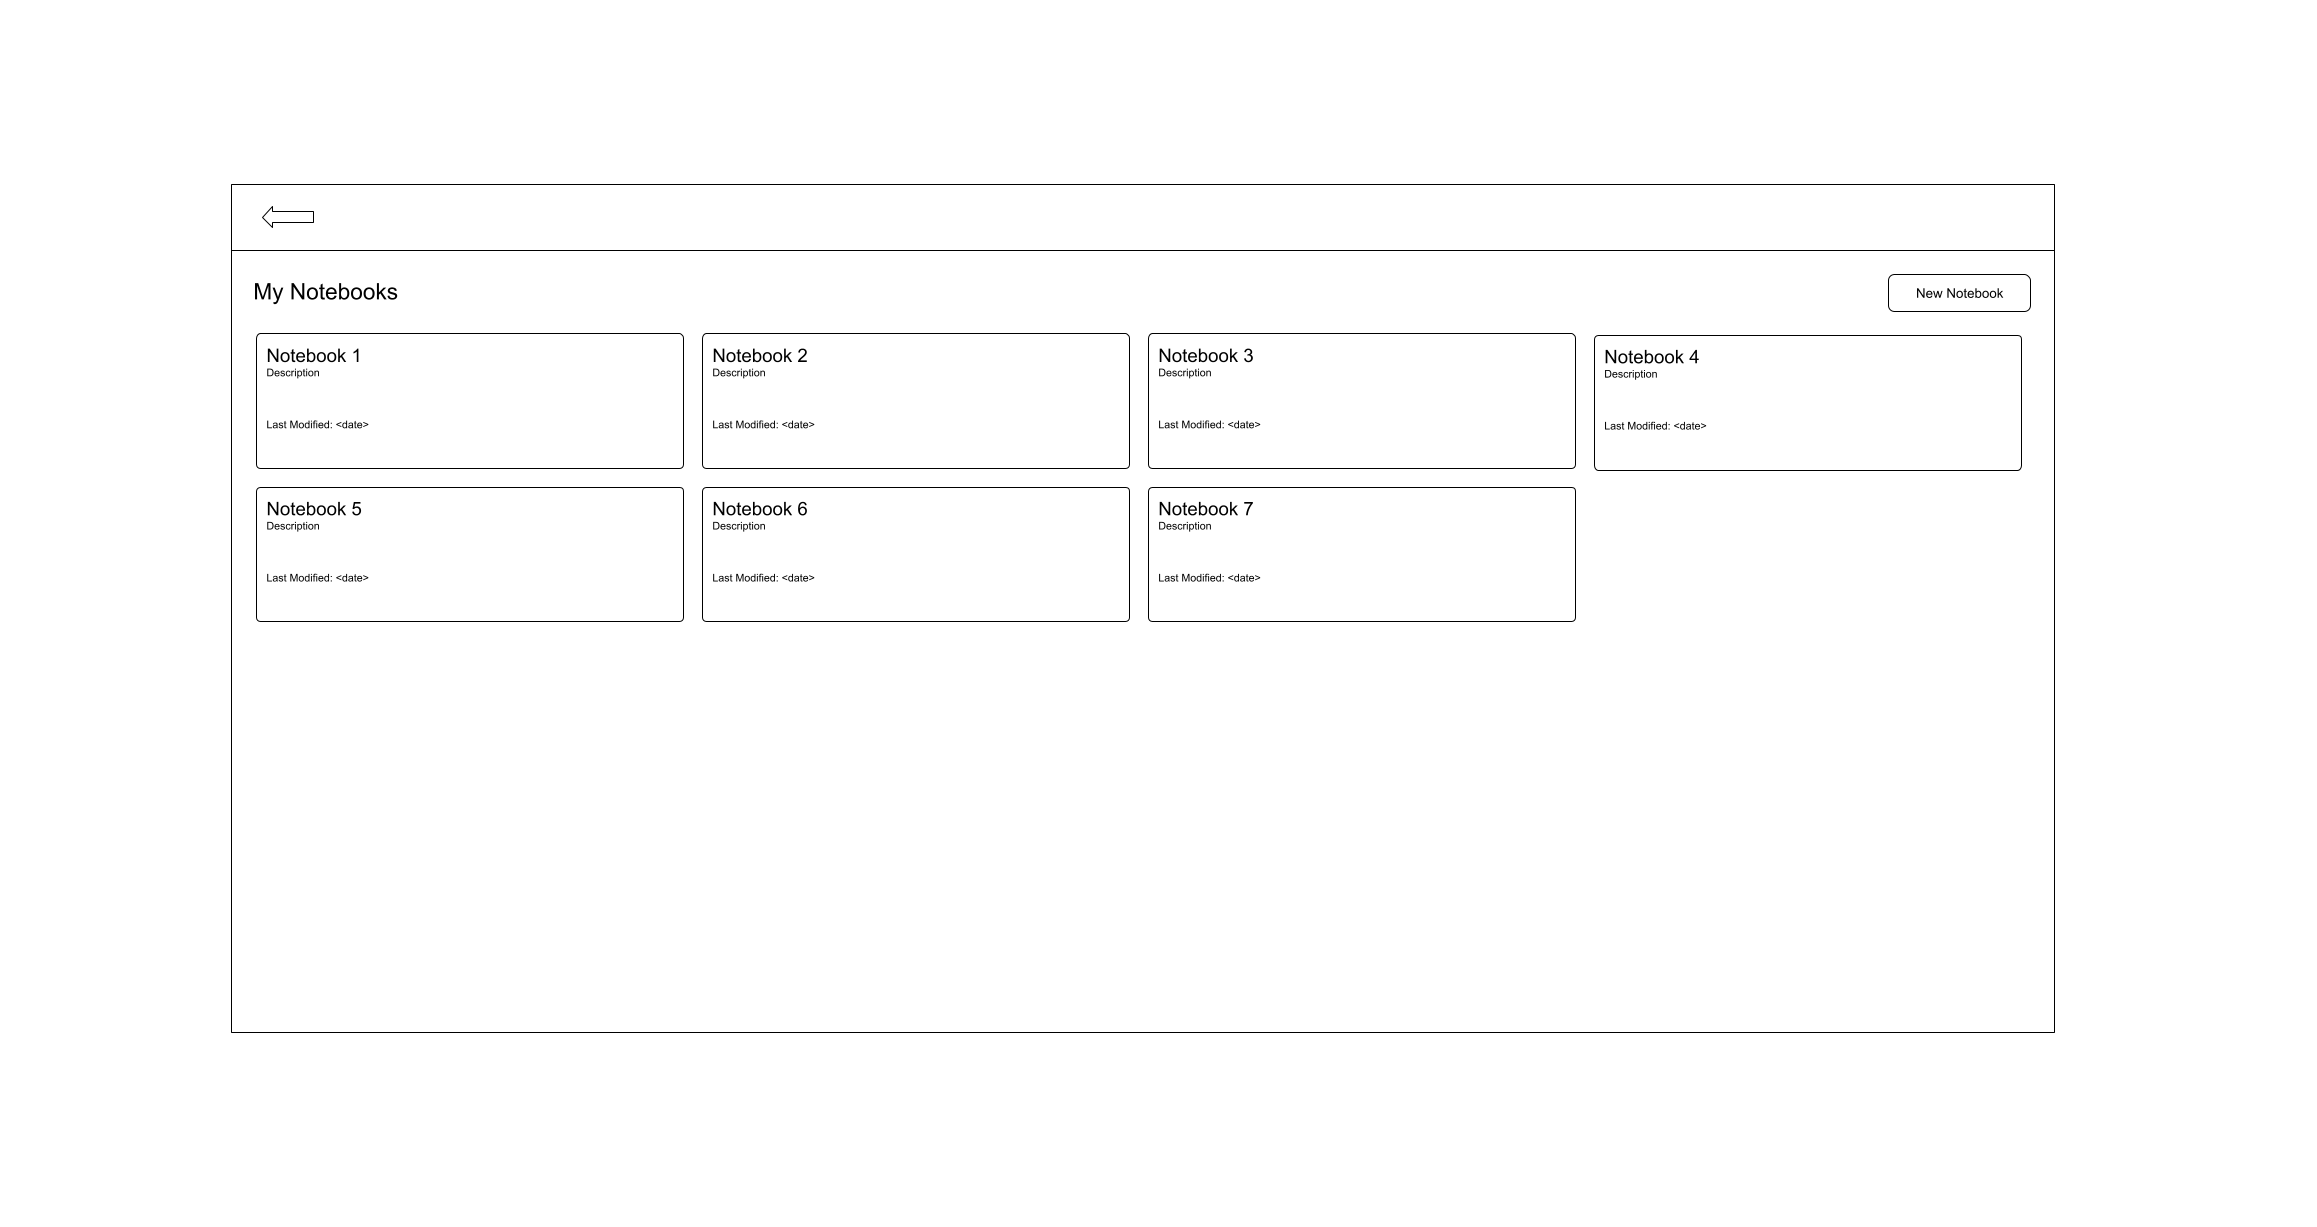 My Notebooks
New Notebook
Notebook 1
Description
Last Modified: <date>
Notebook 2
Description
Last Modified: <date>
Notebook 3
Description
Last Modified: <date>
Notebook 4
Description
Last Modified: <date>
Notebook 5
Description
Last Modified: <date>
Notebook 6
Description
Last Modified: <date>
Notebook 7
Description
Last Modified: <date>